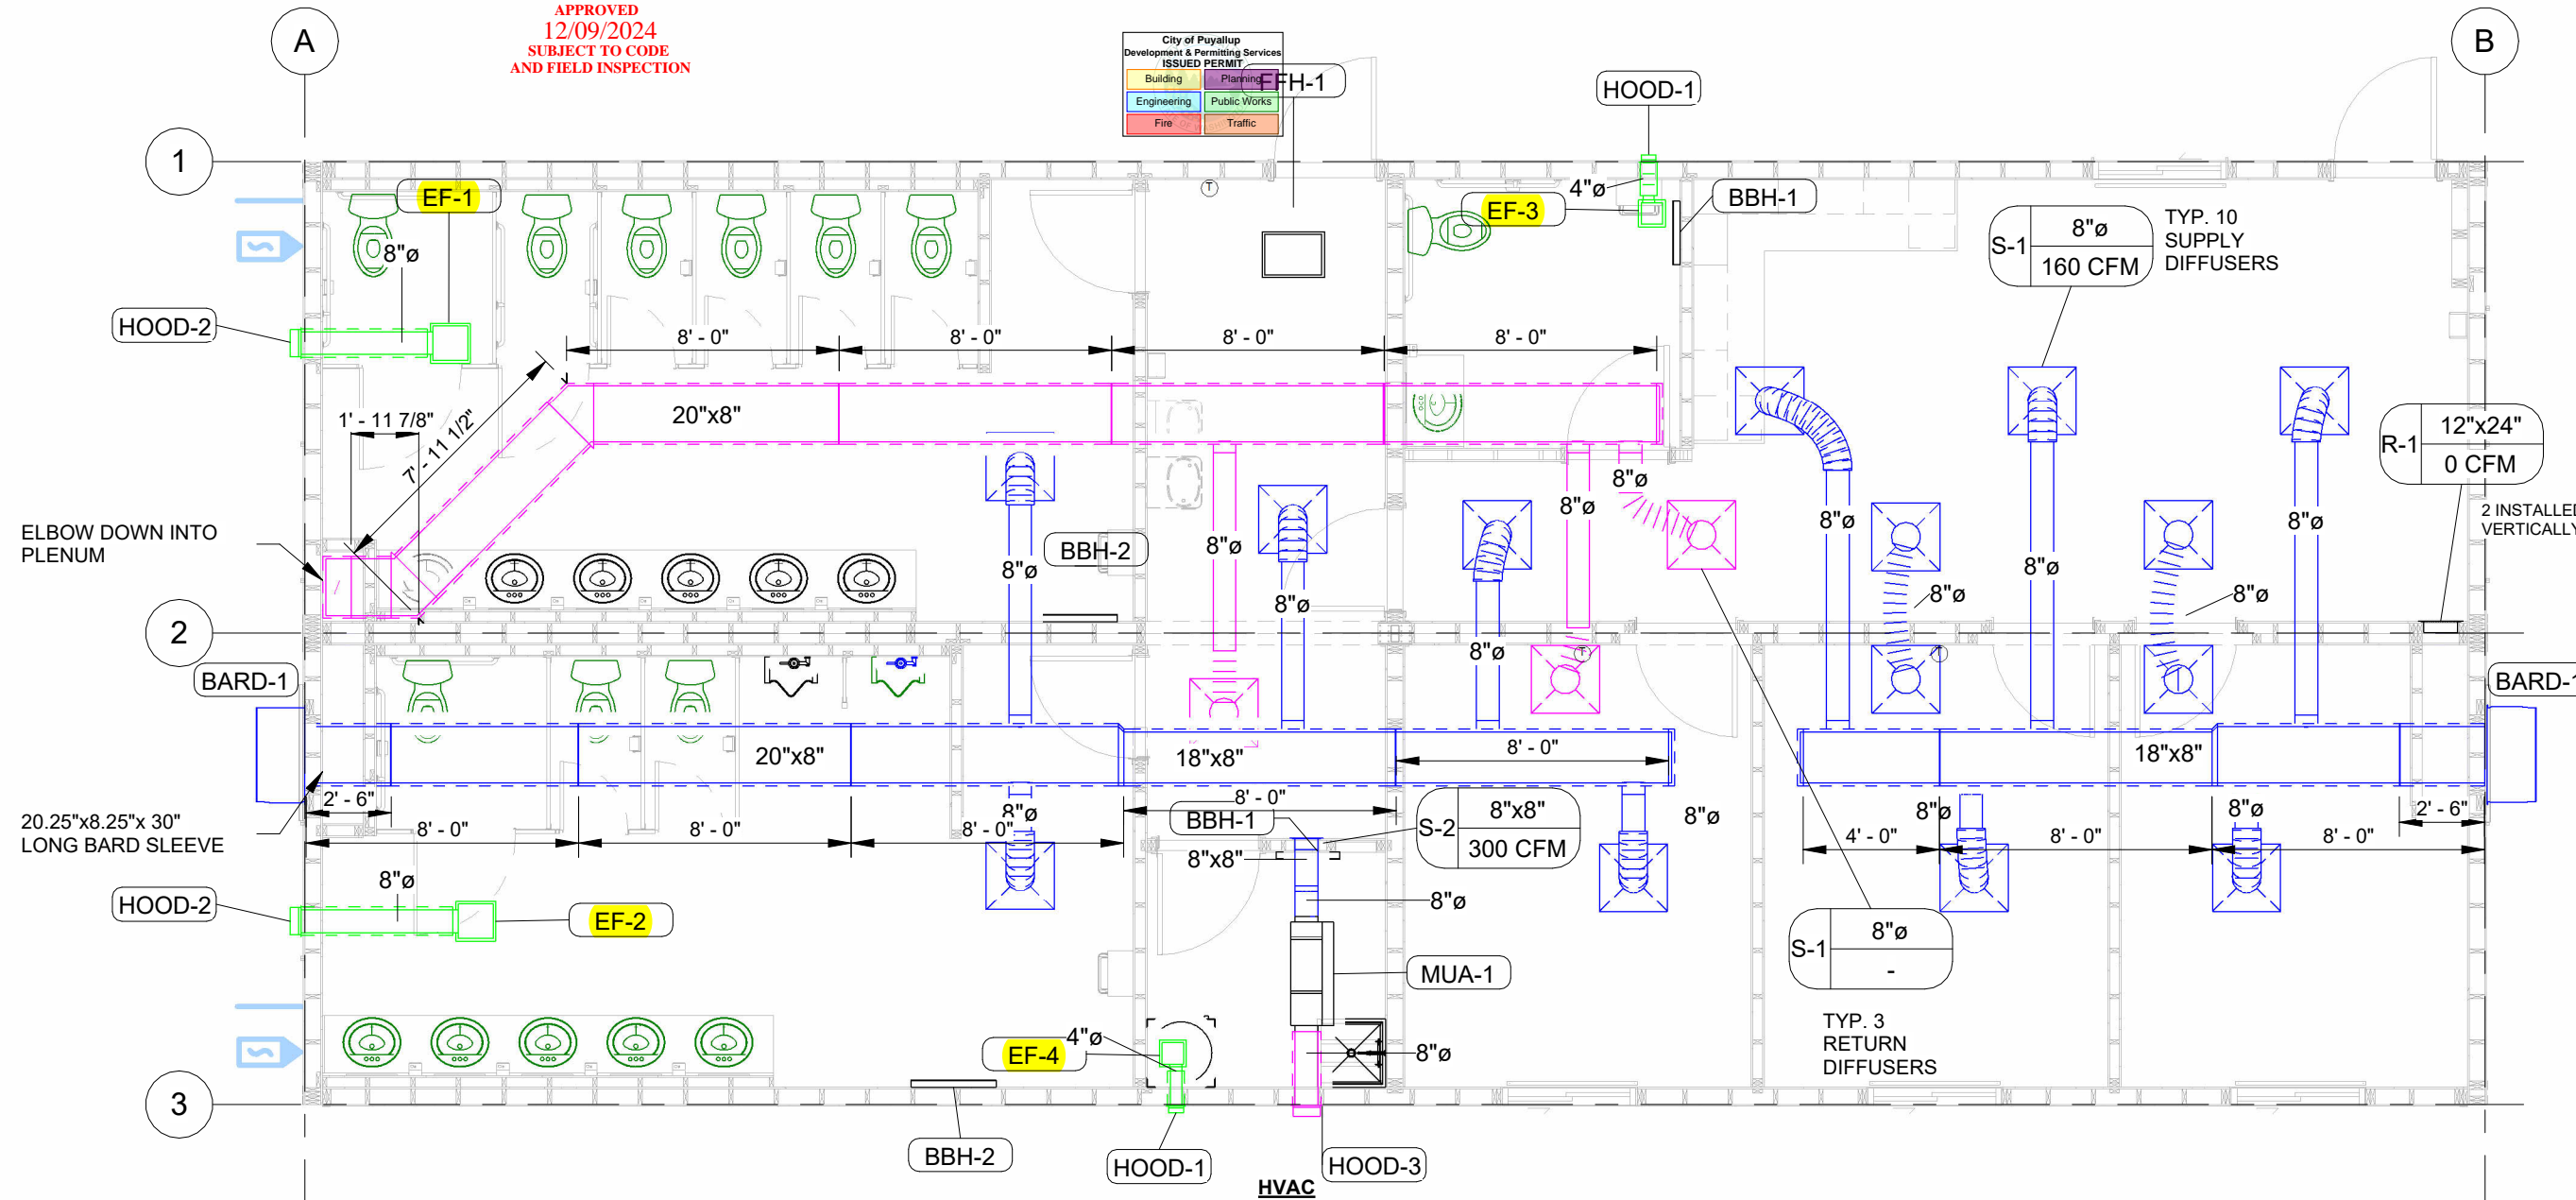 APPROVED
12/09/2024
SUBJECT TO CODE
AND FIELD INSPECTION
City of Puyallup
Development & Permitting Services
ISSUED PERMIT
Building
Planning
Engineering
Public Works
Fire
Traffic
A
B
1
2
3
EFH-1
HOOD-1
4"ø
EF-3
BBH-1
EF-1
8"ø
HOOD-2
S-1
8"ø
160 CFM
TYP. 10
SUPPLY
DIFFUSERS
8' - 0"
8' - 0"
8' - 0"
8' - 0"
1' - 11 7/8"
7' - 11 1/2"
20"x8"
R-1
12"x24"
0 CFM
2 INSTALLED
VERTICALLY
ELBOW DOWN INTO
PLENUM
BBH-2
8"ø
8"ø
8"ø
8"ø
8"ø
8"ø
8"ø
8"ø
8"ø
8"ø
8"ø
8"ø
T
T
T
BARD-1
BARD-1
20"x8"
18"x8"
8' - 0"
18"x8"
2' - 6"
8' - 0"
8' - 0"
8' - 0"
8"ø
8' - 0"
BBH-1
8"x8"
S-2
8"x8"
300 CFM
8"ø
8"ø
8"ø
4' - 0"
8' - 0"
8' - 0"
2' - 6"
20.25"x8.25"x 30"
LONG BARD SLEEVE
HOOD-2
8"ø
EF-2
8"ø
MUA-1
S-1
8"ø
-
TYP. 3
RETURN
DIFFUSERS
4"ø
EF-4
8"ø
BBH-2
HOOD-1
HOOD-3
HVAC